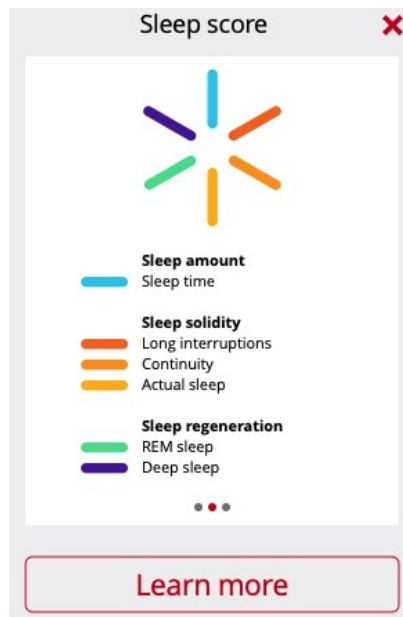 Sleep score
Sleep amount
Sleep time
Sleep solidity
Long interruptions
Continuity
Actual sleep
Sleep regeneration
REM sleep
Deep sleep
Learn more